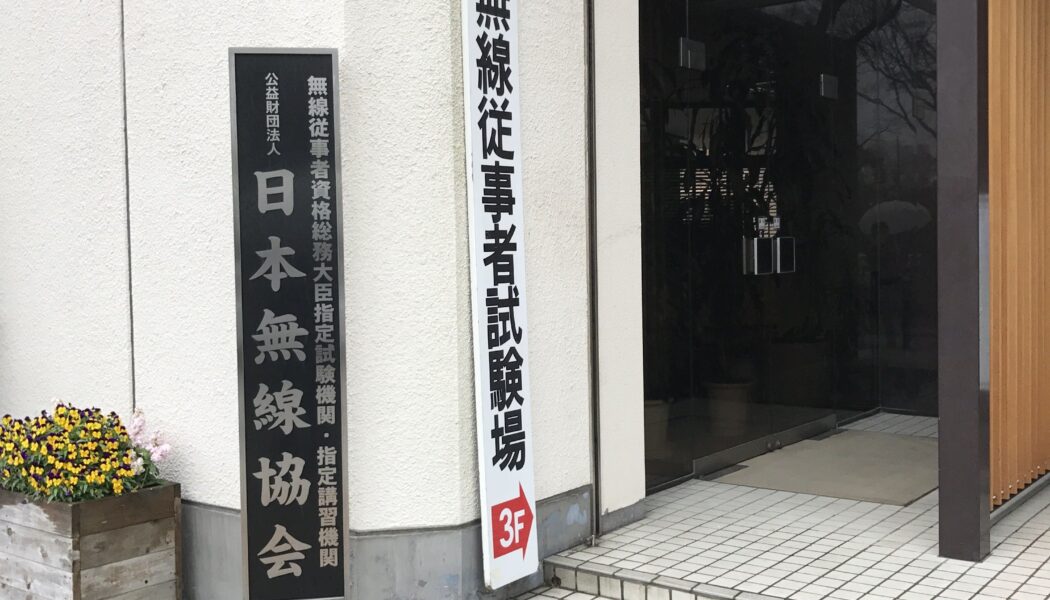 無線従事者資格総務大臣指定試験機関・指定講習機関
公益財団法人
日本無線協会
無線従事者試験場
3F